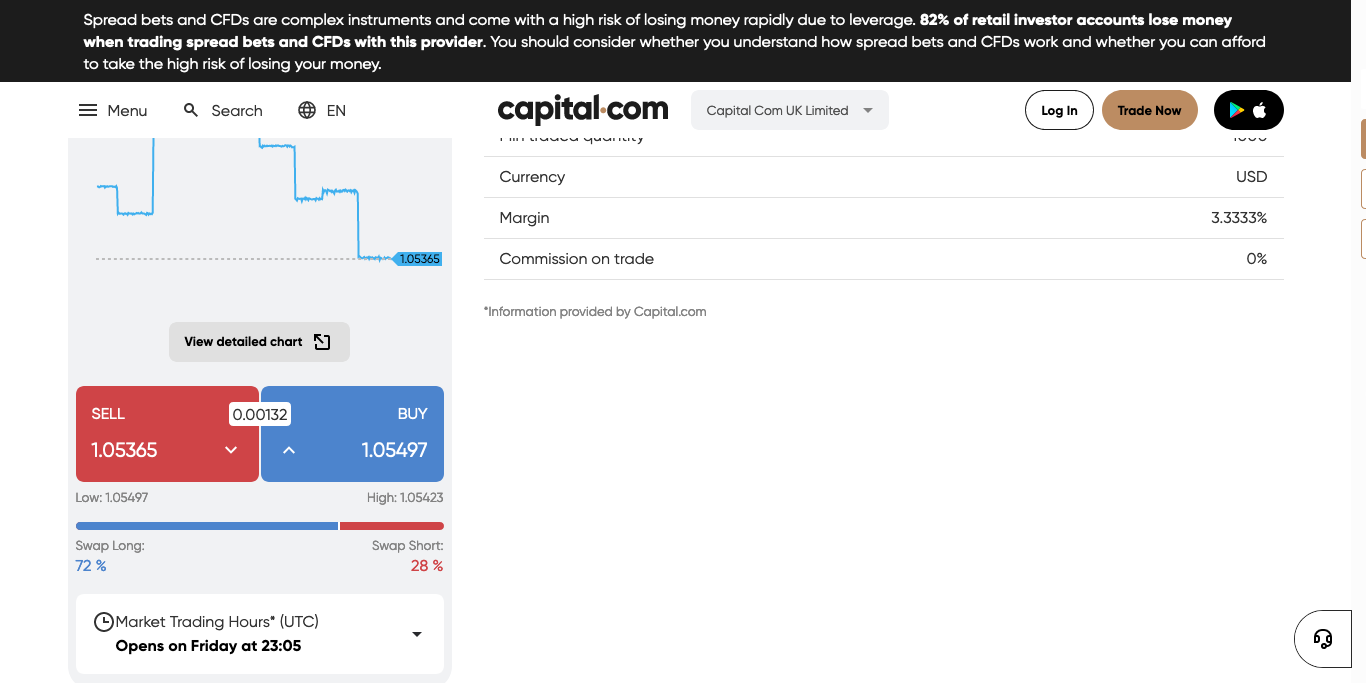 Spread bets and CFDs are complex instruments and come with a high risk of losing money rapidly due to leverage. 82% of retail investor accounts lose money
when trading spread bets and CFDs with this provider. You should consider whether you understand how spread bets and CFDs work and whether you can afford
to take the high risk of losing your money.
Menu
Search
EN
capital.com
Capital Com UK Limited
Log In
Trade Now
1.05365
View detailed chart
SELL
0.00132
BUY
1.05365
1.05497
Low: 1.05497
High: 1.05423
Swap Long:
Swap Short:
72 %
28 %
Market Trading Hours* (UTC)
Opens on Friday at 23:05
Min traded quantity 1000
Currency USD
Margin 3.3333%
Commission on trade 0%
*Information provided by Capital.com